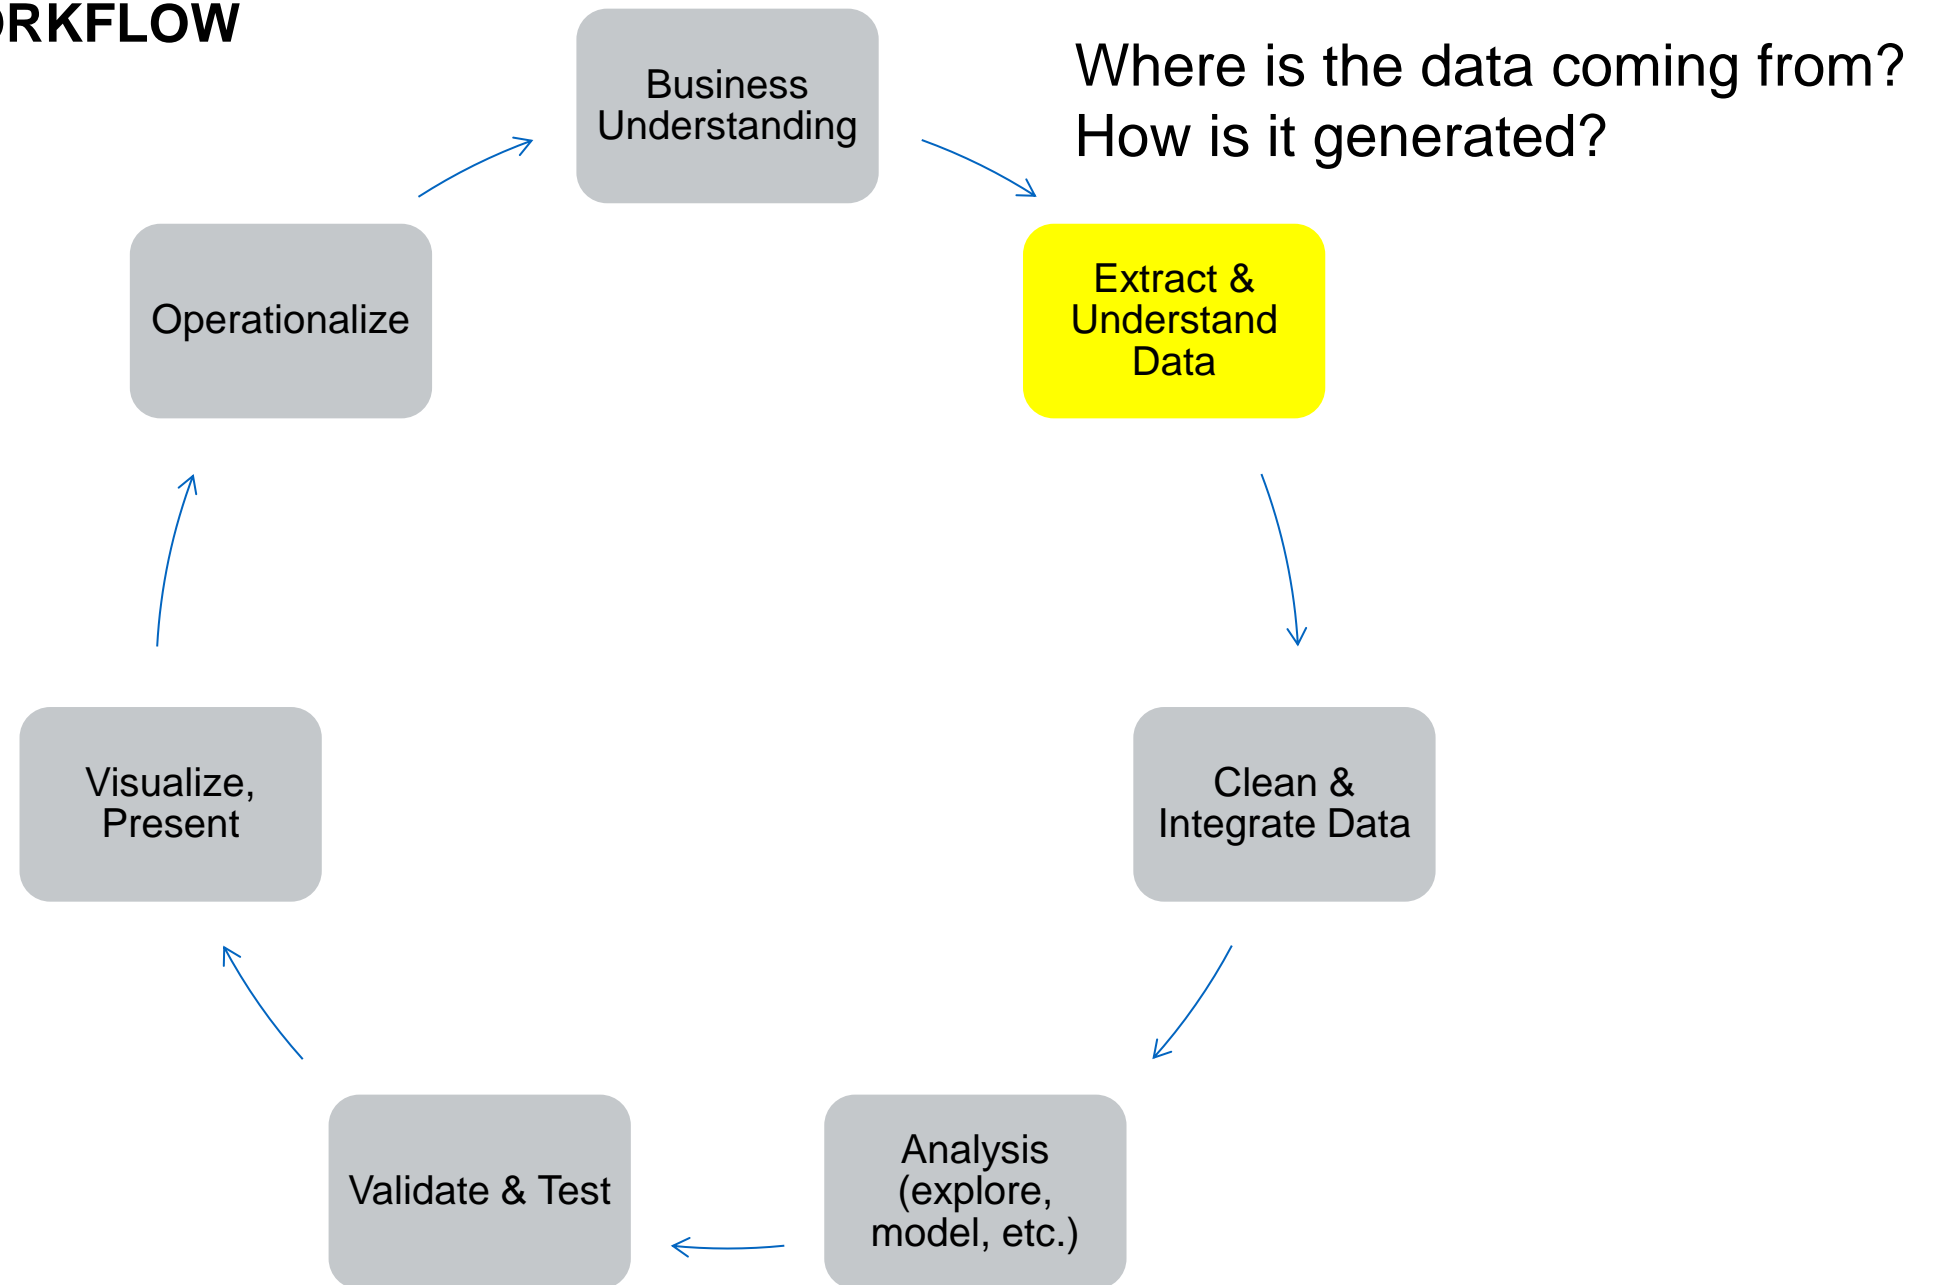 ORKFLOW
Where is the data coming from?
How is it generated?
Business
Understanding
Extract &
Understand
Data
Clean &
Integrate Data
Analysis
(explore,
model, etc.)
Validate & Test
Visualize,
Present
Operationalize